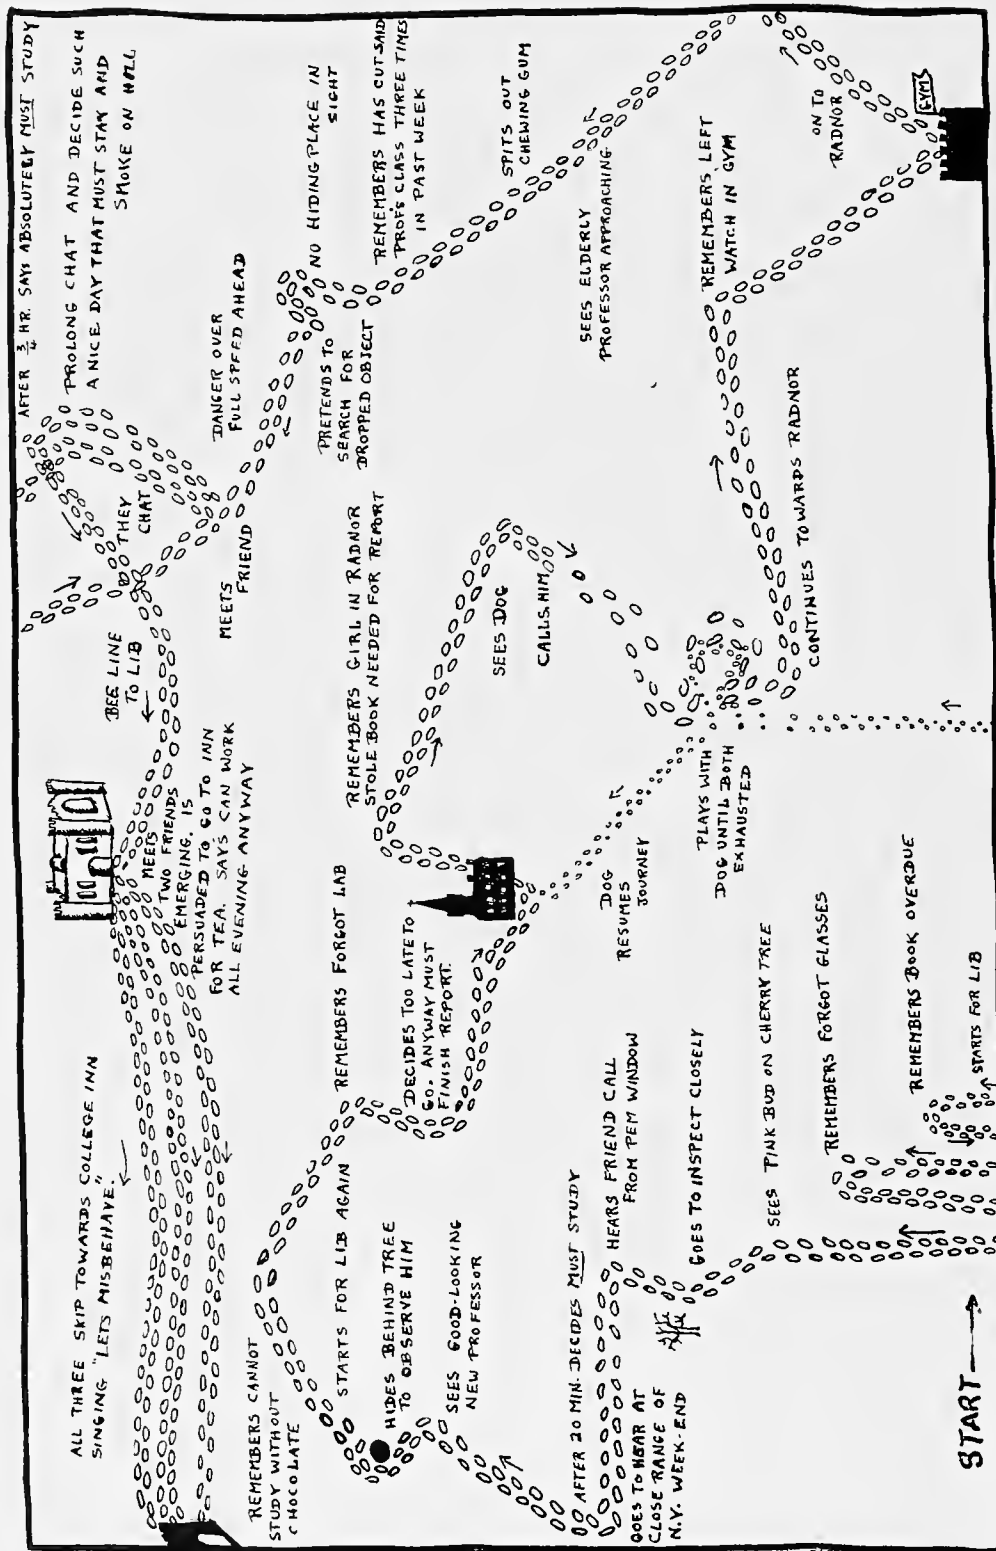 START
STARTS FOR LIB
REMEMBERS BOOK OVERDUE
REMEMBERS FORGOT GLASSES
SEES PINK BUD ON CHERRY TREE
GOES TO INSPECT CLOSELY
HEARS FRIEND CALL
FROM PEM WINDOW
GOES TO HEAR AT
CLOSE RANGE OF
N.Y. WEEK-END
AFTER 20 MIN. DECIDES MUST STUDY
SEES GOOD-LOOKING
NEW PROFESSOR
HIDES BEHIND TREE
TO OBSERVE HIM
STARTS FOR LIB AGAIN
REMEMBERS CANNOT
STUDY WITHOUT
CHOCOLATE
REMEMBERS FORGOT LAB
DECIDES TOO LATE TO
GO. ANYWAY MUST
FINISH REPORT.
REMEMBERS GIRL IN RADNOR
STOLE BOOK NEEDED FOR REPORT
SEES DOG
CALLS HIM
PLAYS WITH
DOG UNTIL BOTH
EXHAUSTED
DOG
RESUMES
JOURNEY
CONTINUES TOWARDS RADNOR
REMEMBERS LEFT
WATCH IN GYM
GYM
ON TO
RADNOR
SEES ELDERLY
PROFESSOR APPROACHING
SPITS OUT
CHEWING GUM
REMEMBERS HAS CUT SAID
PROF'S CLASS THREE TIMES
IN PAST WEEK
NO HIDING PLACE IN
SIGHT
PRETENDS TO
SEARCH FOR
DROPPED OBJECT
DANGER OVER
FULL SPEED AHEAD
MEETS
FRIEND
THEY
CHAT
PROLONG CHAT AND DECIDE SUCH
A NICE DAY THAT MUST STAY AND
SMOKE ON HILL
AFTER 3/4 HR. SAYS ABSOLUTELY MUST STUDY
BEE LINE
TO LIB
MEETS
TWO FRIENDS
EMERGING. IS
PERSUADED TO GO TO INN
FOR TEA. SAYS CAN WORK
ALL EVENING ANYWAY
ALL THREE SKIP TOWARDS COLLEGE INN
SINGING "LETS MISBEHAVE."